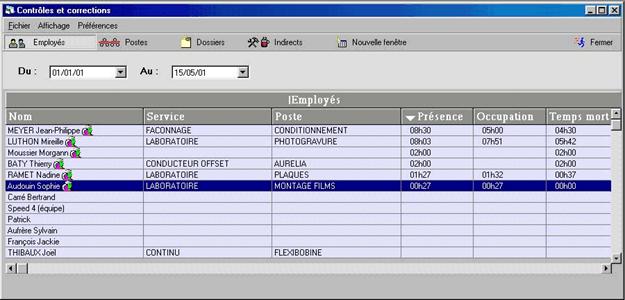 Contrôles et corrections
Fichier Affichage Préférences
Employés Postes Dossiers Indirects Nouvelle fenêtre Fermer
Du : 01/01/01 Au : 15/05/01
Employés
Nom Service Poste Présence Occupation Temps mort
MEYER Jean-Philippe FACONNAGE CONDITIONNEMENT 08h30 05h00 04h30
LUTHON Mireille LABORATOIRE PHOTOGRAVURE 08h03 07h51 05h42
Moussier Morgann 02h00 02h00
BATY Thierry CONDUCTEUR OFFSET AURELIA 02h00 02h00
RAMET Nadine LABORATOIRE PLAQUES 01h27 01h32 00h37
Audouin Sophie LABORATOIRE MONTAGE FILMS 00h27 00h27 00h00
Carré Bertrand
Speed 4 (équipe)
Patrick
Aufrère Sylvain
François Jackie
THIBAUX Joël CONTINU FLEXIBOBINE